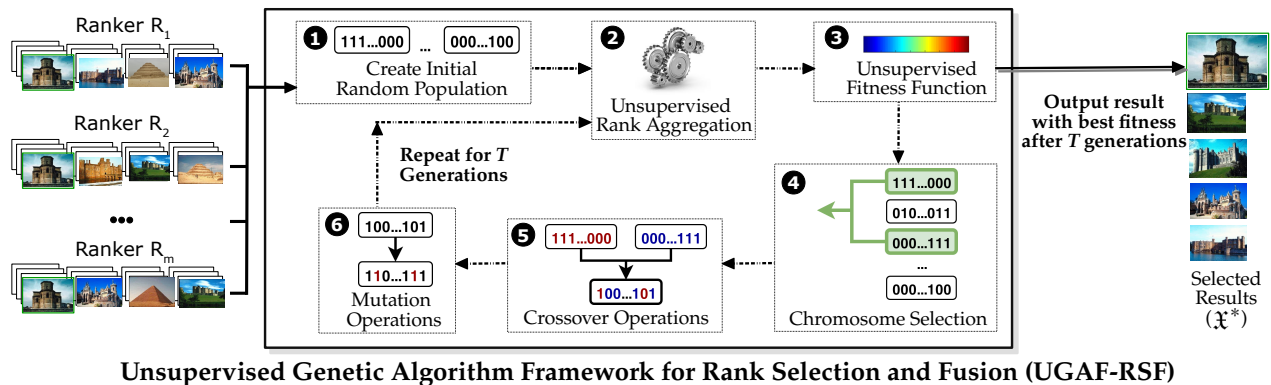 Ranker R1
Ranker R2
•••
Ranker Rm
1
111...000 ... 000...100
Create Initial
Random Population
2
Unsupervised
Rank Aggregation
3
Unsupervised
Fitness Function
Output result
with best fitness
after T generations
Repeat for T
Generations
4
111...000
010...011
000...111
...
000...100
Chromosome Selection
5
111...000 000...111
100...101
Crossover Operations
6
100...101
110...111
Mutation
Operations
Selected
Results
(𝔛*)
Unsupervised Genetic Algorithm Framework for Rank Selection and Fusion (UGAF-RSF)